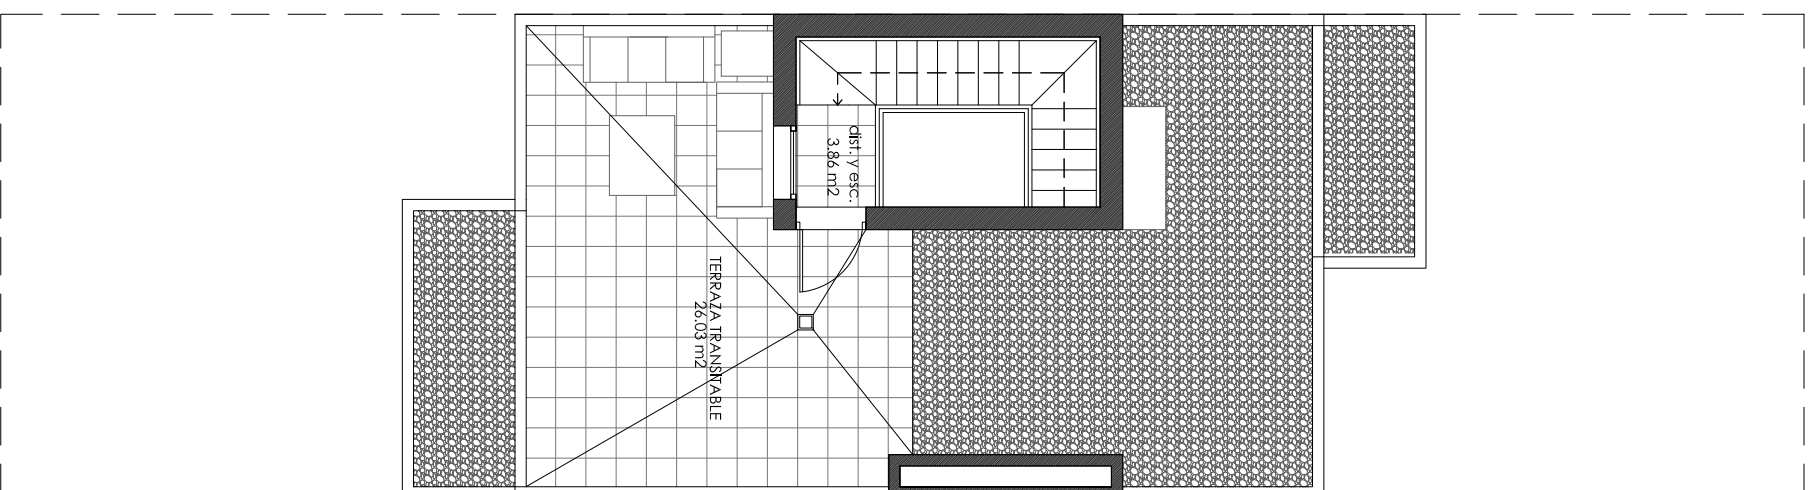 dist. y esc.
3.86 m2
TERRAZA TRANSITABLE
26.03 m2